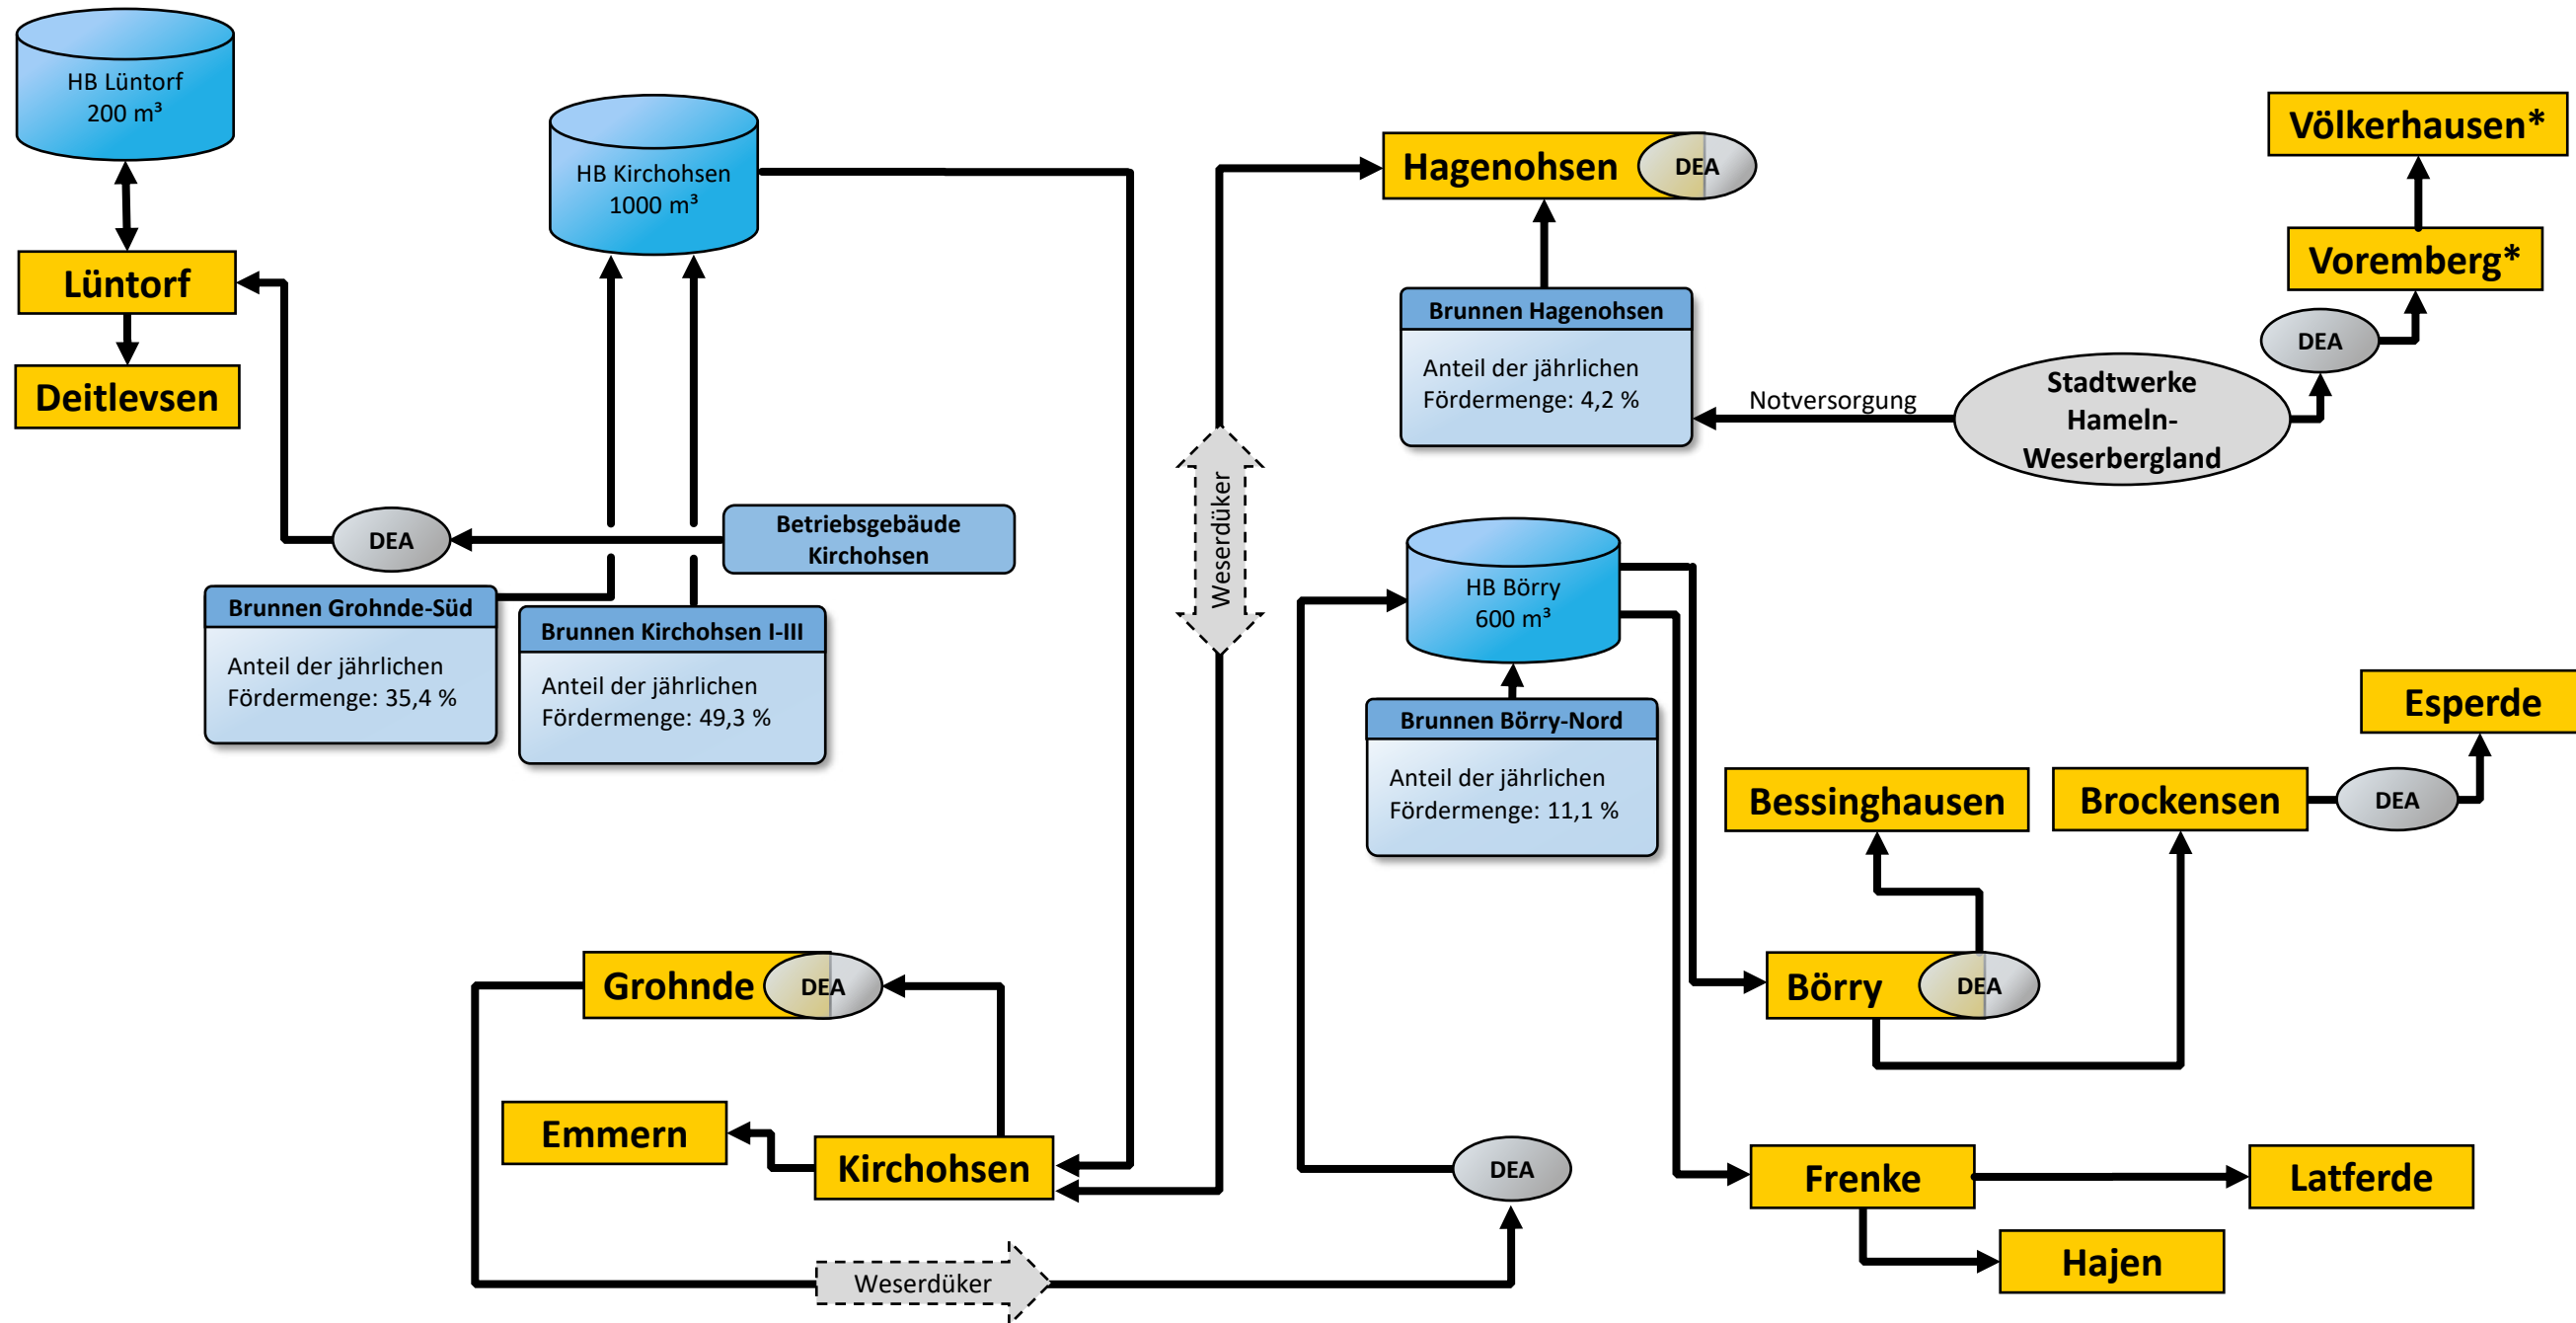 HB Lüntorf
200 m³
HB Kirchohsen
1000 m³
Lüntorf
Deitlevsen
DEA
Betriebsgebäude
Kirchohsen
Brunnen Grohnde-Süd
Anteil der jährlichen
Fördermenge: 35,4 %
Brunnen Kirchohsen I-III
Anteil der jährlichen
Fördermenge: 49,3 %
Hagenohsen
DEA
Brunnen Hagenohsen
Anteil der jährlichen
Fördermenge: 4,2 %
Notversorgung
Stadtwerke
Hameln-
Weserbergland
DEA
Völkerhausen*
Voremberg*
Weserdüker
HB Börry
600 m³
Brunnen Börry-Nord
Anteil der jährlichen
Fördermenge: 11,1 %
Esperde
Bessinghausen
Brockensen
DEA
Börry
DEA
Grohnde
DEA
Emmern
Kirchohsen
DEA
Frenke
Latferde
Hajen
Weserdüker